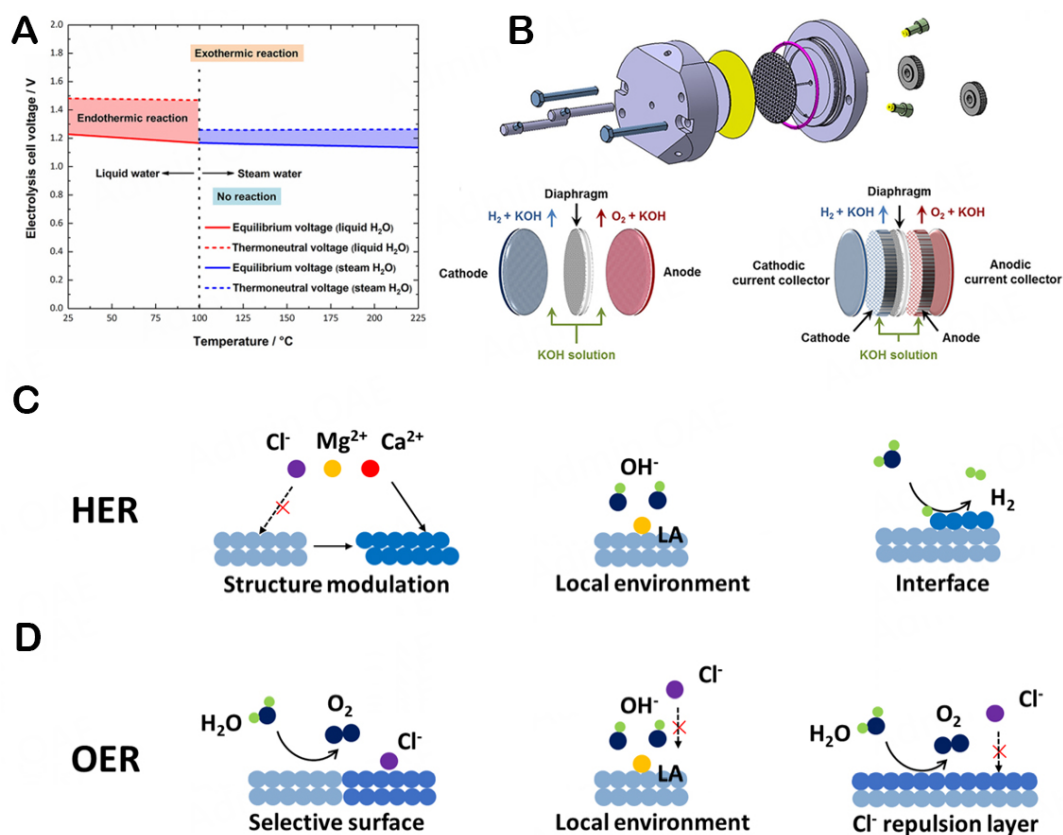 A
2.0
1.8
1.6
1.4
1.2
1.0
0.8
0.6
0.4
0.2
0.0
Electrolysis cell voltage / V
Exothermic reaction
Endothermic reaction
Liquid water
Steam water
No reaction
Equilibrium voltage (liquid H₂O)
Thermoneutral voltage (liquid H₂O)
Equilibrium voltage (steam H₂O)
Thermoneutral voltage (steam H₂O)
25 50 75 100 125 150 175 200 225
Temperature / °C
B
Diaphragm
H₂ + KOH
O₂ + KOH
Cathode
Anode
KOH solution
Diaphragm
H₂ + KOH
O₂ + KOH
Cathodic
current collector
Anodic
current collector
Cathode
Anode
KOH solution
C
HER
Cl⁻ Mg²⁺ Ca²⁺
Structure modulation
OH⁻
LA
Local environment
H₂
Interface
D
OER
H₂O
O₂
Cl⁻
Selective surface
Cl⁻
OH⁻
LA
Local environment
H₂O
O₂
Cl⁻
Cl⁻ repulsion layer